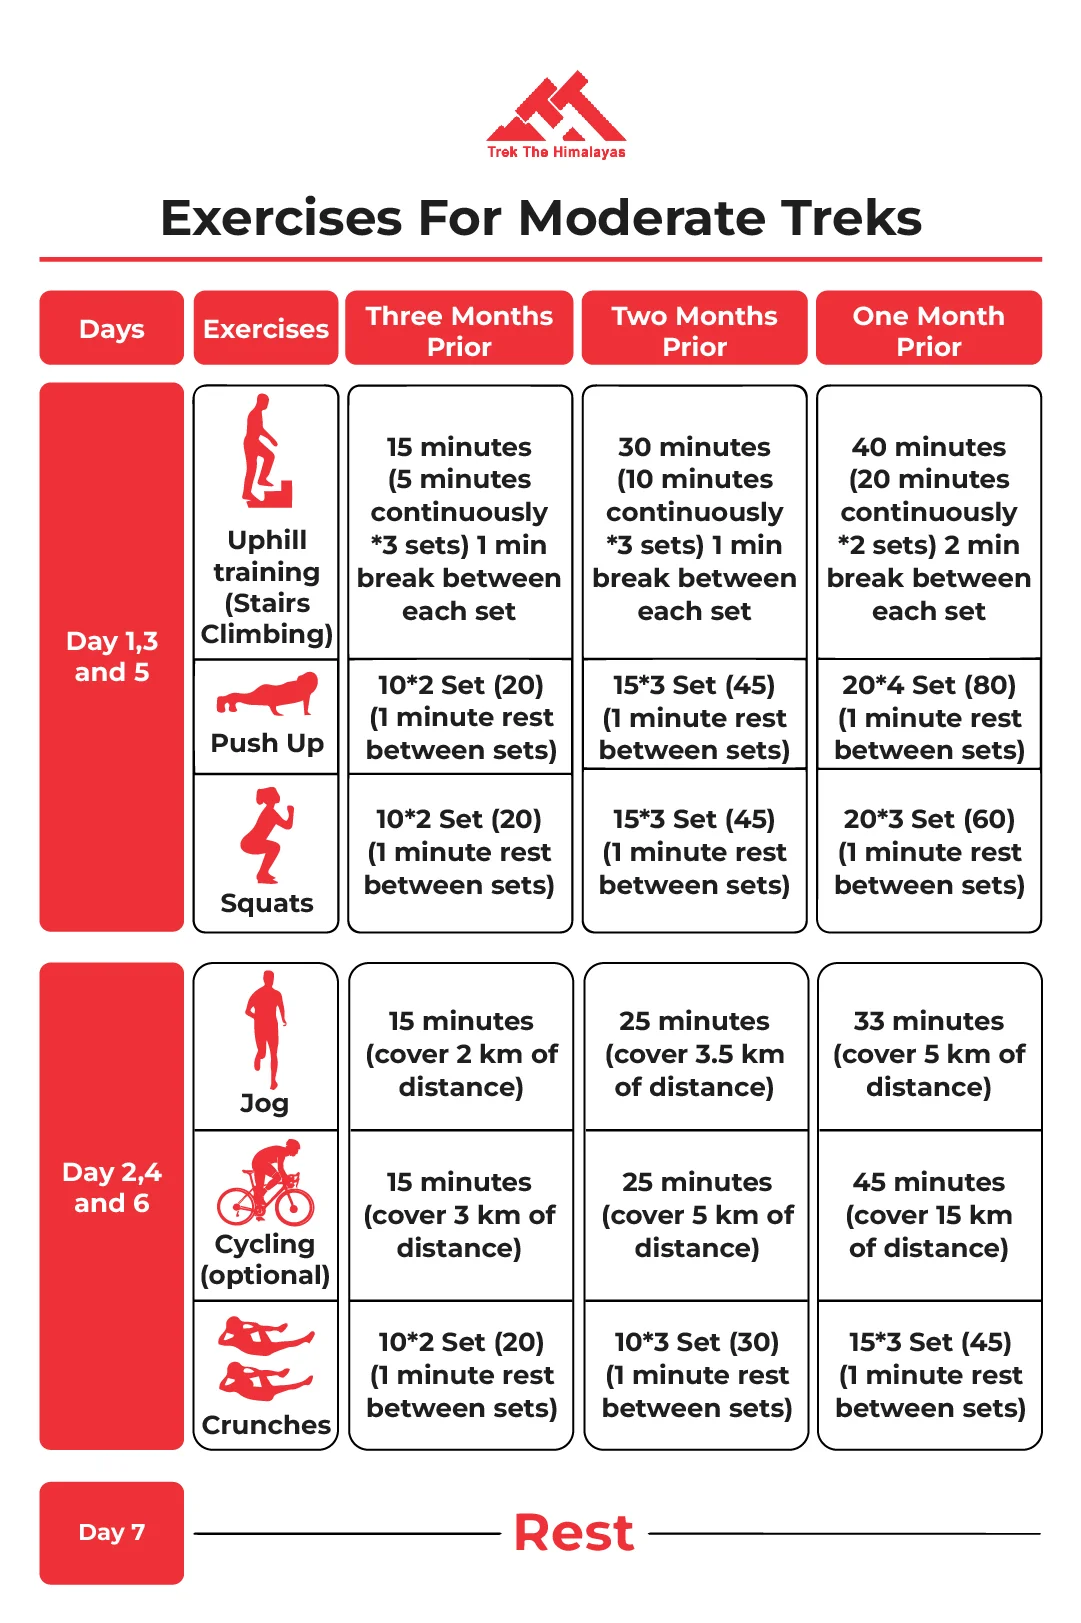 Trek The Himalayas
Exercises For Moderate Treks
Days
Exercises
Three Months
Prior
Two Months
Prior
One Month
Prior
Day 1,3
and 5
Uphill
training
(Stairs
Climbing)
15 minutes
(5 minutes
continuously
*3 sets) 1 min
break between
each set
30 minutes
(10 minutes
continuously
*3 sets) 1 min
break between
each set
40 minutes
(20 minutes
continuously
*2 sets) 2 min
break between
each set
Push Up
10*2 Set (20)
(1 minute rest
between sets)
15*3 Set (45)
(1 minute rest
between sets)
20*4 Set (80)
(1 minute rest
between sets)
Squats
10*2 Set (20)
(1 minute rest
between sets)
15*3 Set (45)
(1 minute rest
between sets)
20*3 Set (60)
(1 minute rest
between sets)
Day 2,4
and 6
Jog
15 minutes
(cover 2 km of
distance)
25 minutes
(cover 3.5 km
of distance)
33 minutes
(cover 5 km of
distance)
Cycling
(optional)
15 minutes
(cover 3 km of
distance)
25 minutes
(cover 5 km of
distance)
45 minutes
(cover 15 km
of distance)
Crunches
10*2 Set (20)
(1 minute rest
between sets)
10*3 Set (30)
(1 minute rest
between sets)
15*3 Set (45)
(1 minute rest
between sets)
Day 7
Rest